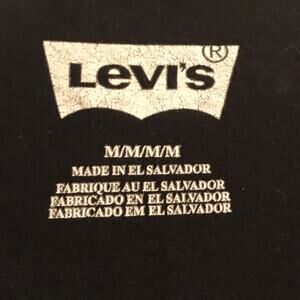 Levi's®
M/M/M/M
MADE IN EL SALVADOR
FABRIQUE AU EL SALVADOR
FABRICADO EN EL SALVADOR
FABRICADO EM EL SALVADOR